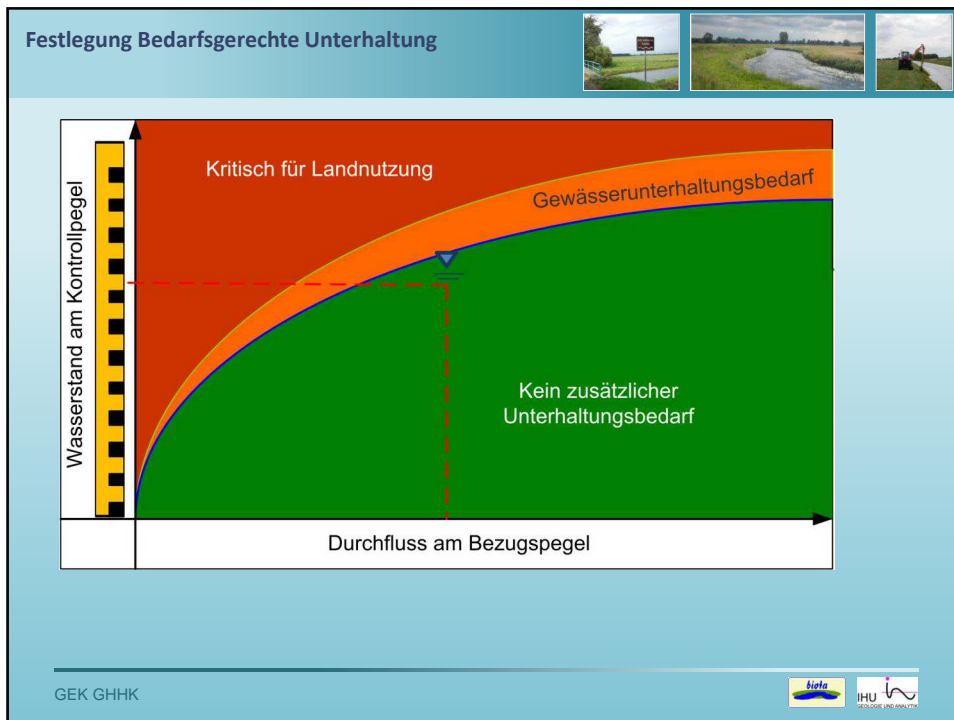 Festlegung Bedarfsgerechte Unterhaltung
Wasserstand am Kontrollpegel
Kritisch für Landnutzung
Gewässerunterhaltungsbedarf
Kein zusätzlicher
Unterhaltungsbedarf
Durchfluss am Bezugspegel
GEK GHHK
biota
IHU
GEOLOGIE UND ANALYTIK